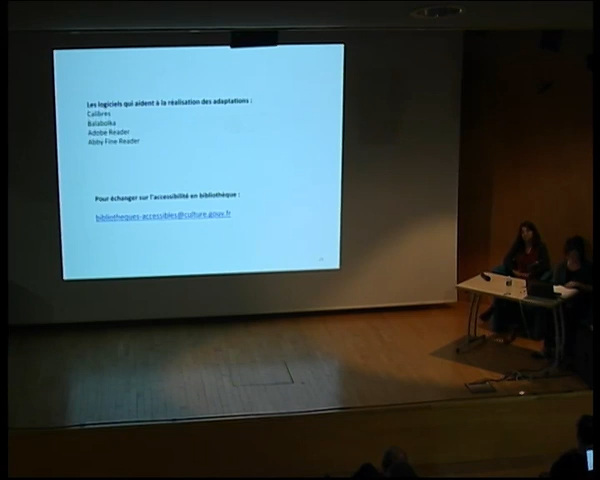 Les logiciels qui aident à la réalisation des adaptations :
Calibres
Balabolka
Adobe Reader
Abby Fine Reader
Pour échanger sur l'accessibilité en bibliothèque :
bibliotheques-accessibles@culture.gouv.fr